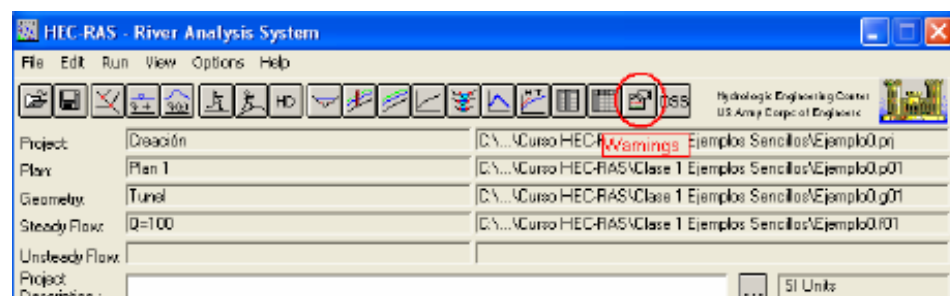 HEC-RAS - River Analysis System
File Edit Run View Options Help
HD DSS
Hydrologic Engineering Center
US Army Corps of Engineers
Project: Creación C:\...\Curso HEC-R Ejemplos Sencillos\Ejemplo0.prj
Warnings
Plan: Plan 1 C:\...\Curso HEC-RAS\Clase 1 Ejemplos Sencillos\Ejemplo0.p01
Geometry: Tunel C:\...\Curso HEC-RAS\Clase 1 Ejemplos Sencillos\Ejemplo0.g01
Steady Flow: Q=100 C:\...\Curso HEC-RAS\Clase 1 Ejemplos Sencillos\Ejemplo0.f01
Unsteady Flow:
Project
Description : ... SI Units